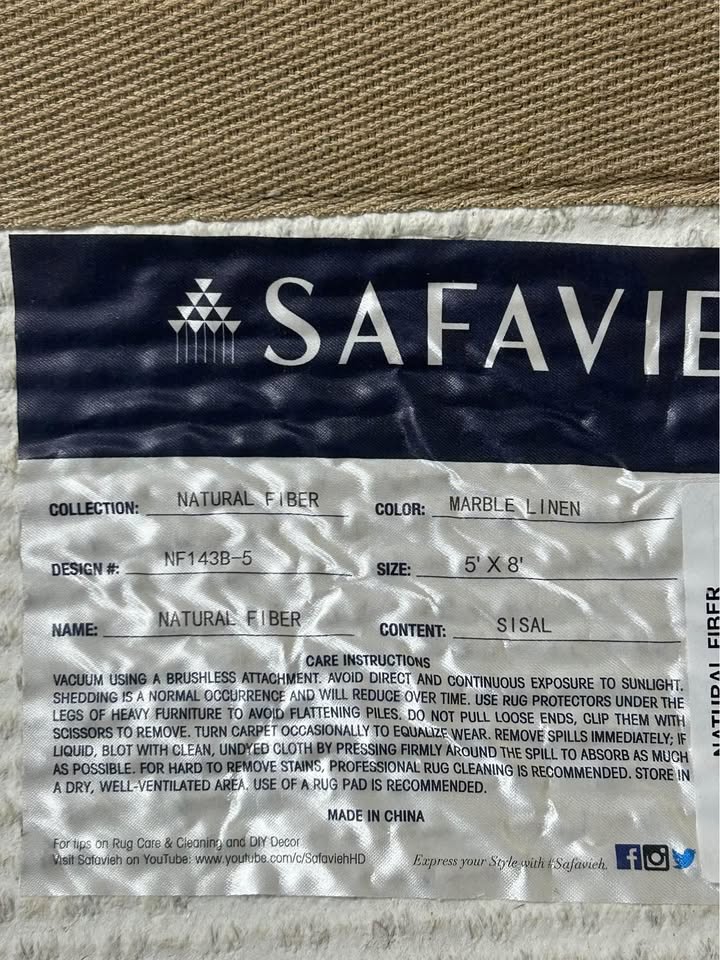 SAFAVIE
COLLECTION: NATURAL FIBER COLOR: MARBLE LINEN
DESIGN #: NF143B-5 SIZE: 5' X 8'
NAME: NATURAL FIBER CONTENT: SISAL
CARE INSTRUCTIONS
VACUUM USING A BRUSHLESS ATTACHMENT. AVOID DIRECT AND CONTINUOUS EXPOSURE TO SUNLIGHT.
SHEDDING IS A NORMAL OCCURRENCE AND WILL REDUCE OVER TIME. USE RUG PROTECTORS UNDER THE
LEGS OF HEAVY FURNITURE TO AVOID FLATTENING PILES. DO NOT PULL LOOSE ENDS, CLIP THEM WITH
SCISSORS TO REMOVE. TURN CARPET OCCASIONALLY TO EQUALIZE WEAR. REMOVE SPILLS IMMEDIATELY; IF
LIQUID, BLOT WITH CLEAN, UNDYED CLOTH BY PRESSING FIRMLY AROUND THE SPILL TO ABSORB AS MUCH
AS POSSIBLE. FOR HARD TO REMOVE STAINS, PROFESSIONAL RUG CLEANING IS RECOMMENDED. STORE IN
A DRY, WELL-VENTILATED AREA. USE OF A RUG PAD IS RECOMMENDED.
MADE IN CHINA
For tips on Rug Care & Cleaning and DIY Decor
Visit Safavieh on YouTube: www.youtube.com/c/SafaviehHD Express your Style with #Safavieh.
NATURAL FIBER